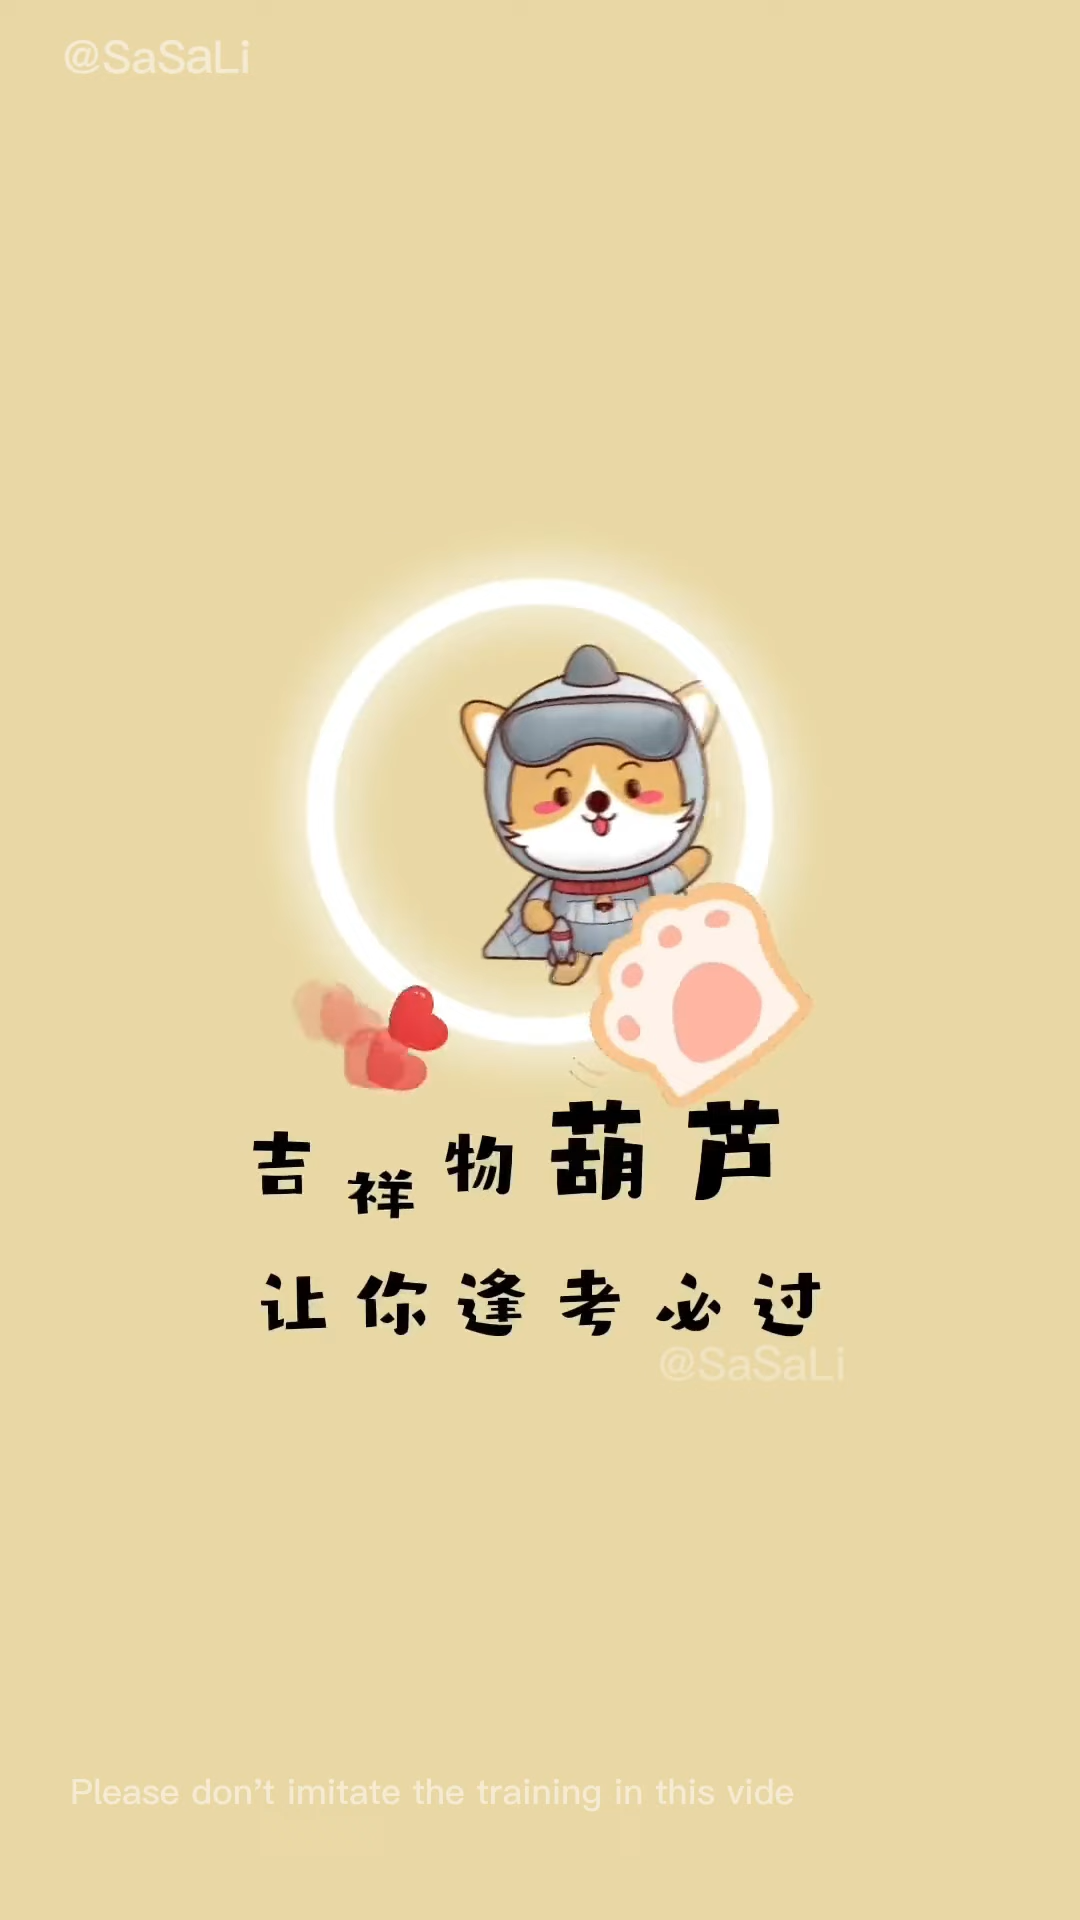 @SaSaLi
吉祥物葫芦
让你逢考必过
@SaSaLi
Please don't imitate the training in this vide